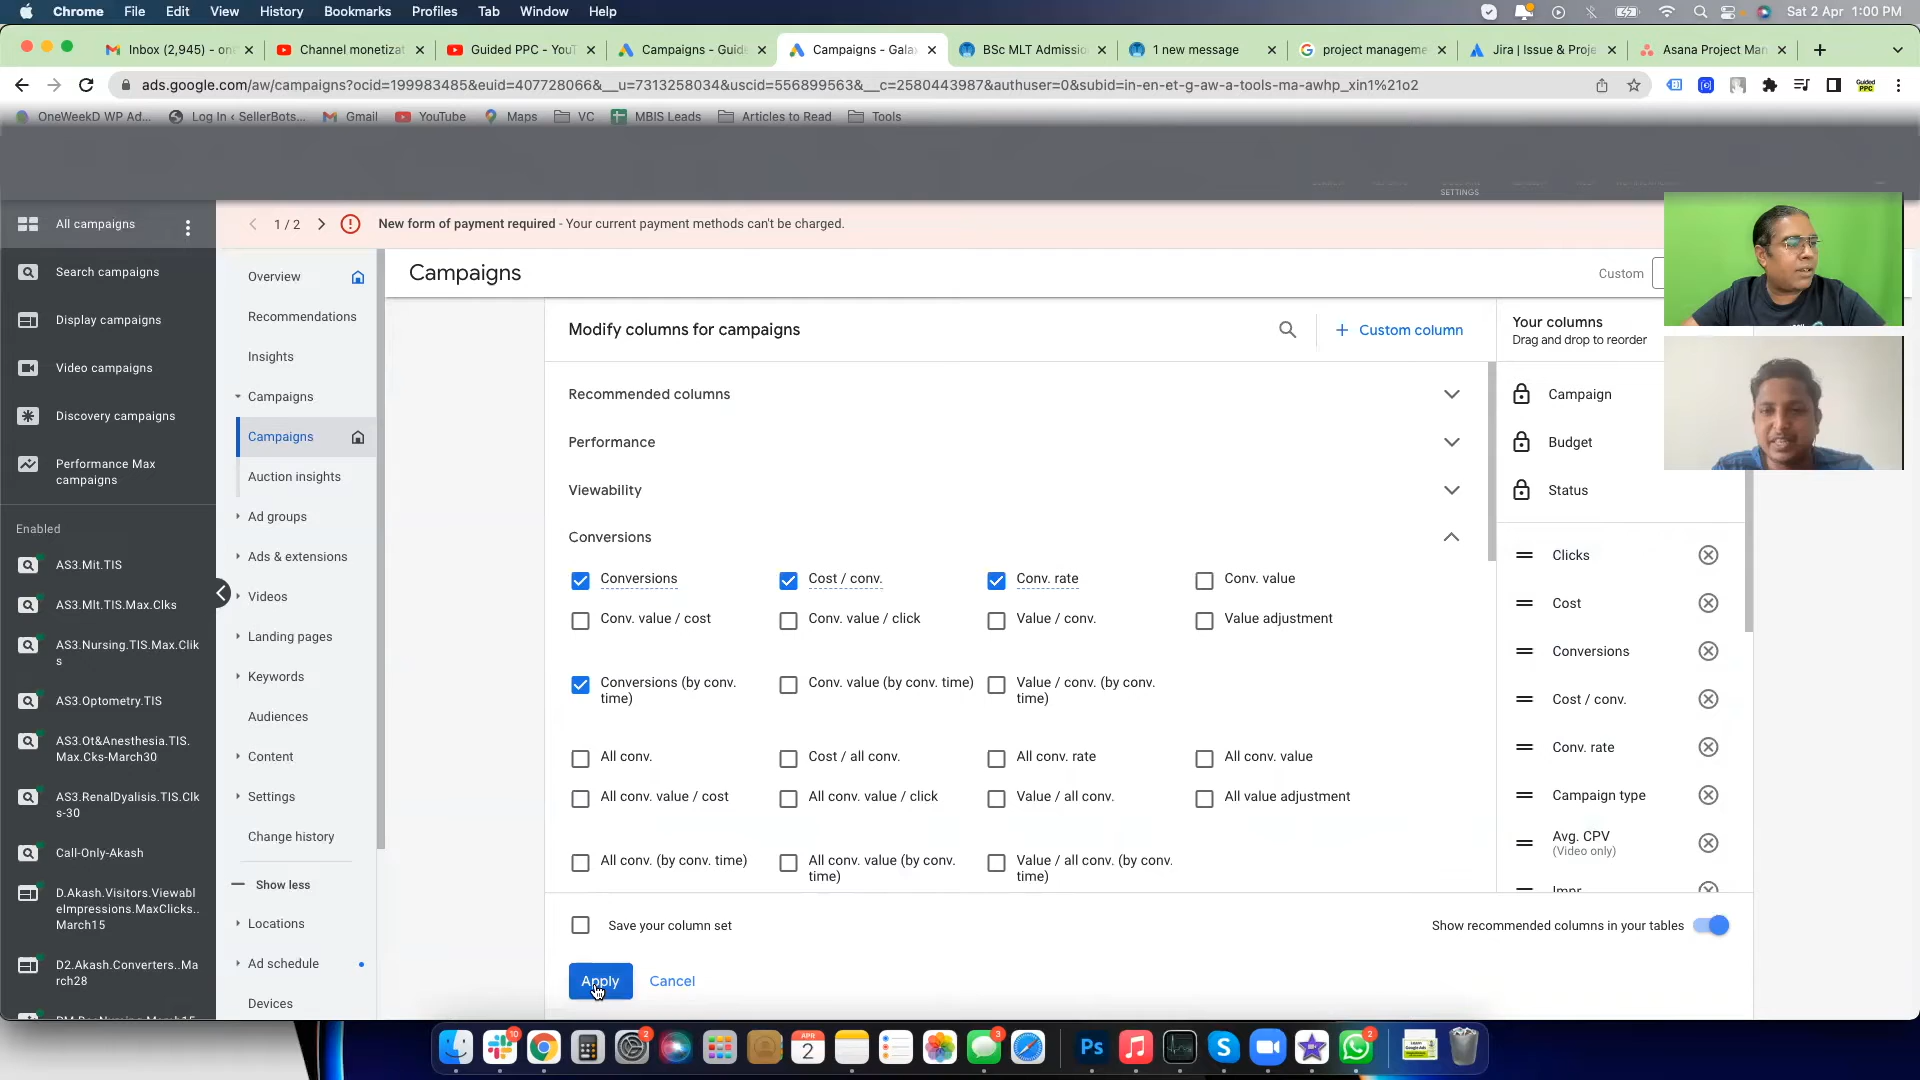 Chrome File Edit View History Bookmarks Profiles Tab Window Help Sat 2 Apr 1:00 PM
Inbox (2,945) - on Channel monetizat Guided PPC - YouT Campaigns - Guid Campaigns - Gala BSc MLT Admissio 1 new message project manageme Jira | Issue & Proje Asana Project Man
ads.google.com/aw/campaigns?ocid=199983485&euid=407728066&__u=7313258034&uscid=556899563&__c=2580443987&authuser=0&subid=in-en-et-g-aw-a-tools-ma-awhp_xin1%21o2
OneWeekD WP Ad... Log In ‹ SellerBots... Gmail YouTube Maps VC MBIS Leads Articles to Read Tools
SETTINGS
All campaigns
Search campaigns
Display campaigns
Video campaigns
Discovery campaigns
Performance Max
campaigns
Enabled
AS3.Mit.TIS
AS3.Mlt.TIS.Max.Clks
AS3.Nursing.TIS.Max.Clik
s
AS3.Optometry.TIS
AS3.Ot&Anesthesia.TIS.
Max.Cks-March30
AS3.RenalDyalisis.TIS.Clk
s-30
Call-Only-Akash
D.Akash.Visitors.Viewabl
eImpressions.MaxClicks..
March15
D2.Akash.Converters..Ma
rch28
1 / 2 New form of payment required - Your current payment methods can't be charged.
Overview
Recommendations
Insights
Campaigns
Campaigns
Auction insights
Ad groups
Ads & extensions
Videos
Landing pages
Keywords
Audiences
Content
Settings
Change history
Show less
Locations
Ad schedule
Devices
Campaigns Custom
Modify columns for campaigns
+ Custom column
Recommended columns
Performance
Viewability
Conversions
Conversions Cost / conv. Conv. rate Conv. value
Conv. value / cost Conv. value / click Value / conv. Value adjustment
Conversions (by conv.
time) Conv. value (by conv. time) Value / conv. (by conv.
time)
All conv. Cost / all conv. All conv. rate All conv. value
All conv. value / cost All conv. value / click Value / all conv. All value adjustment
All conv. (by conv. time) All conv. value (by conv.
time) Value / all conv. (by conv.
time)
Save your column set
Show recommended columns in your tables
Apply Cancel
Your columns
Drag and drop to reorder
Campaign
Budget
Status
Clicks
Cost
Conversions
Cost / conv.
Conv. rate
Campaign type
Avg. CPV
(Video only)
Impr.
10 2 APR 2 3 Ps 2